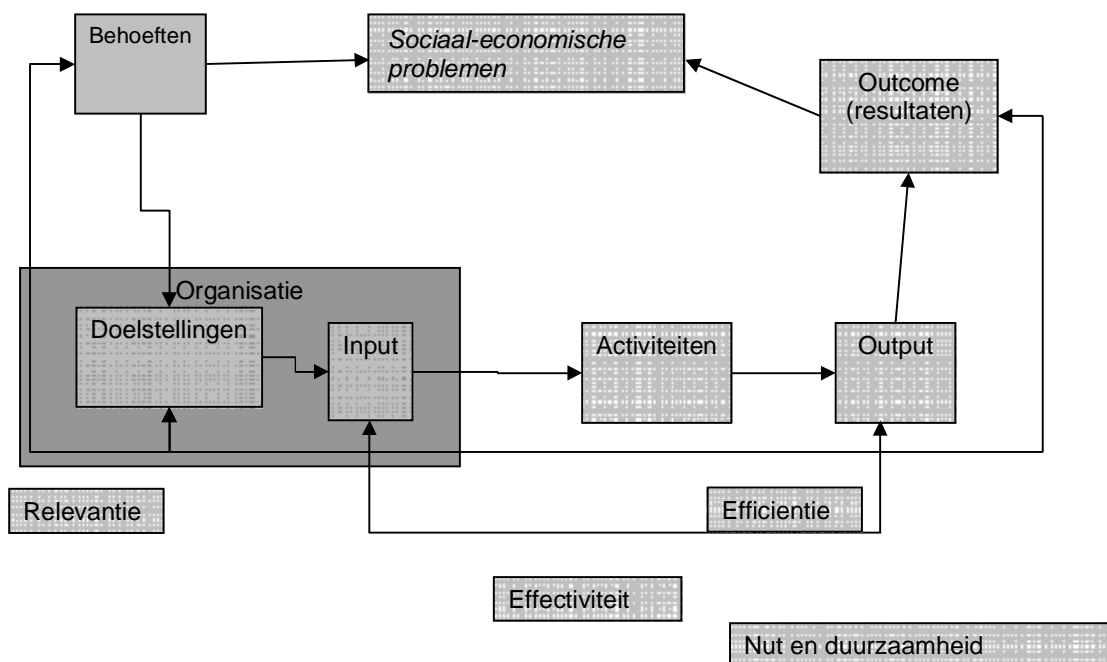 Behoeften
Sociaal-economische
problemen
Outcome
(resultaten)
Organisatie
Doelstellingen
Input
Activiteiten
Output
Relevantie
Efficientie
Effectiviteit
Nut en duurzaamheid